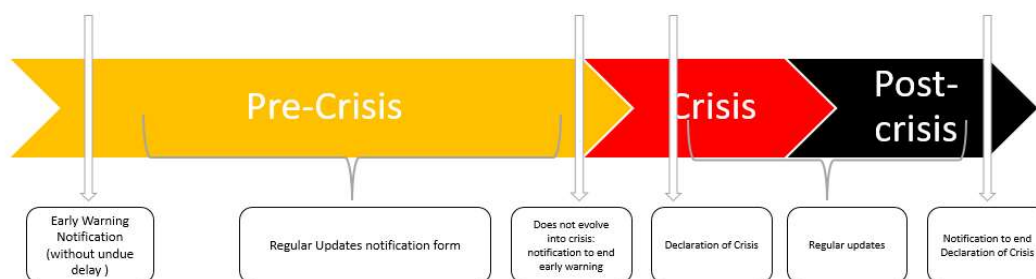 Pre-Crisis
Crisis
Post-
crisis
Early Warning
Notification
(without undue
delay )
Regular Updates notification form
Does not evolve
into crisis:
notification to end
early warning
Declaration of Crisis
Regular updates
Notification to end
Declaration of Crisis